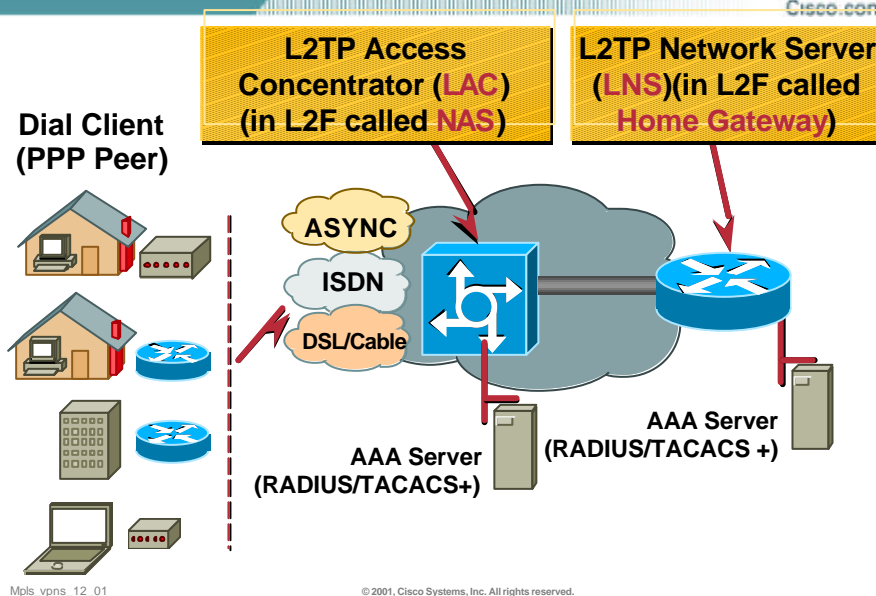 Cisco.com
L2TP Access
Concentrator (LAC)
(in L2F called NAS)
L2TP Network Server
(LNS)(in L2F called
Home Gateway)
Dial Client
(PPP Peer)
ASYNC
ISDN
DSL/Cable
AAA Server
(RADIUS/TACACS+)
AAA Server
(RADIUS/TACACS +)
Mpls_vpns_12_01
© 2001, Cisco Systems, Inc. All rights reserved.